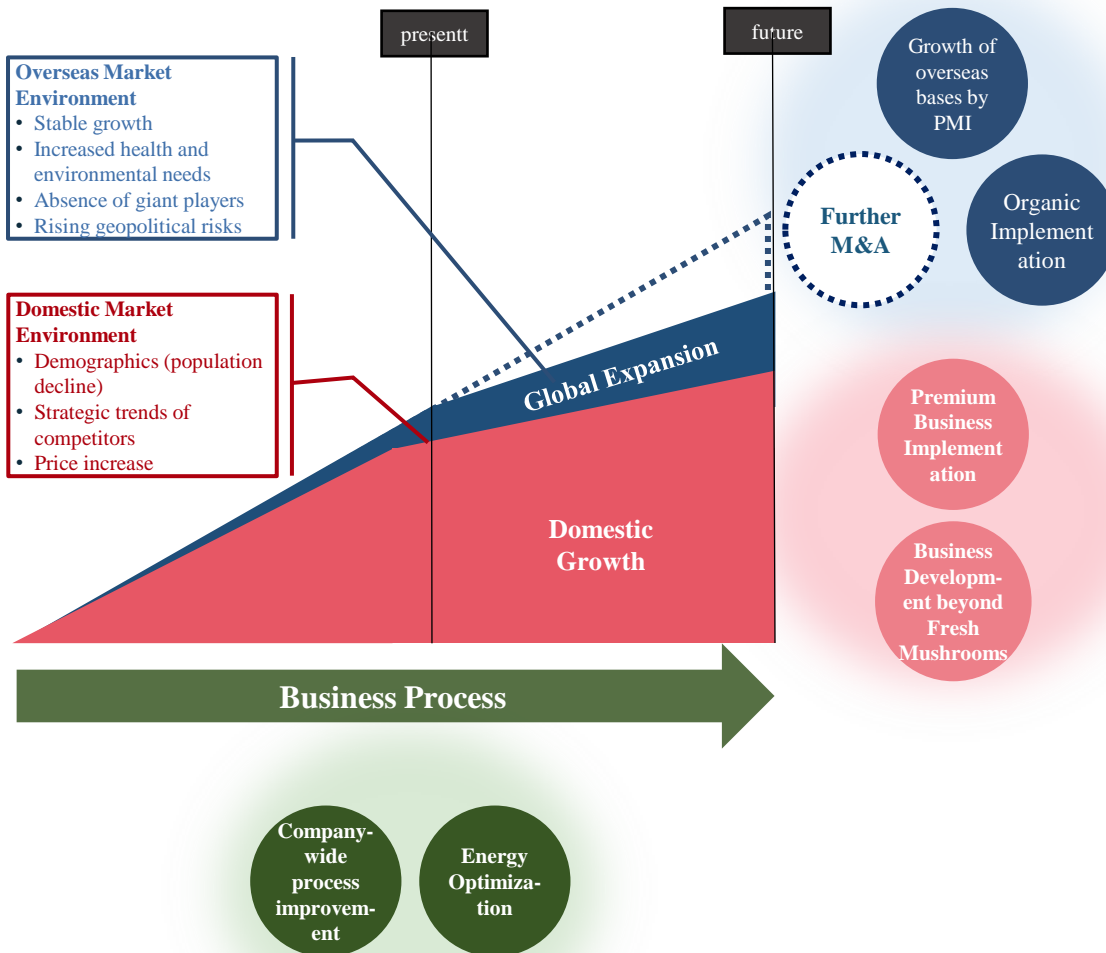 presentt
future
Overseas Market
Environment
• Stable growth
• Increased health and
environmental needs
• Absence of giant players
• Rising geopolitical risks
Growth of
overseas
bases by
PMI
Further
M&A
Organic
Implement
ation
Domestic Market
Environment
• Demographics (population
decline)
• Strategic trends of
competitors
• Price increase
Global Expansion
Premium
Business
Implement
ation
Domestic
Growth
Business
Develop-
ment beyond
Fresh
Mushrooms
Business Process
Company-
wide
process
improvem-
ent
Energy
Optimiza-
tion